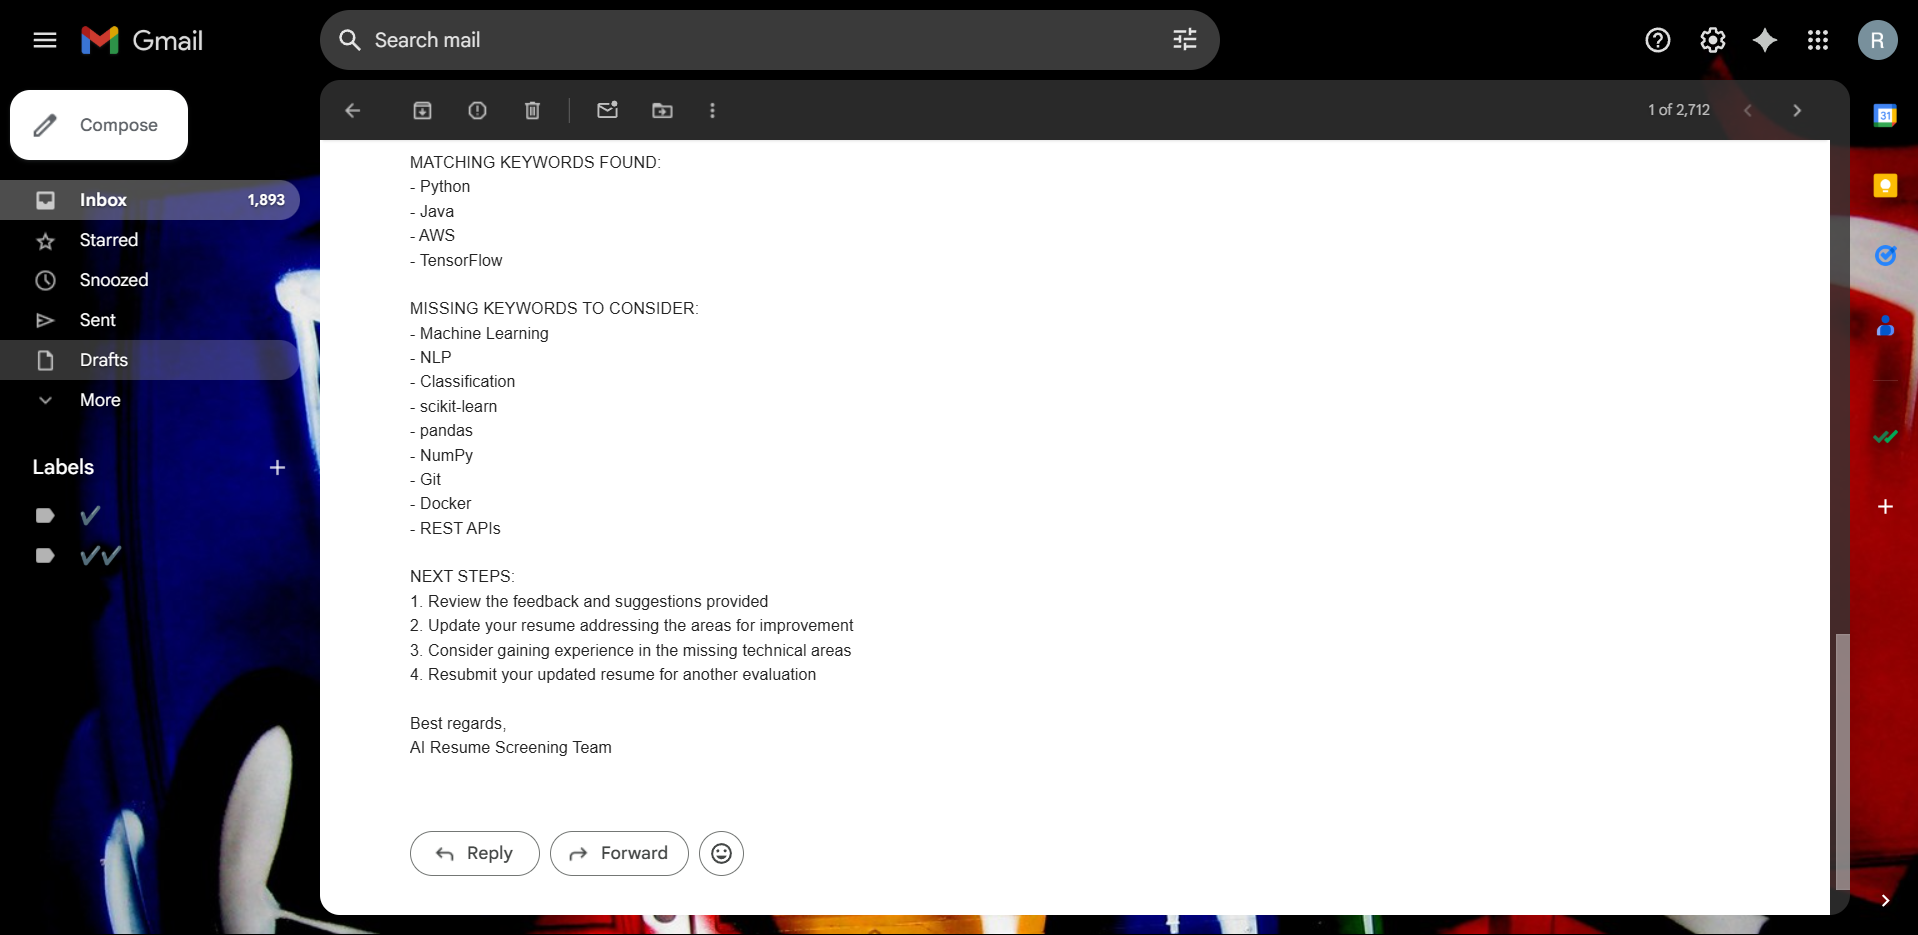 Gmail
Search mail
R
Compose
1 of 2,712
31
Inbox 1,893
Starred
Snoozed
Sent
Drafts
More
Labels
MATCHING KEYWORDS FOUND:
- Python
- Java
- AWS
- TensorFlow
MISSING KEYWORDS TO CONSIDER:
- Machine Learning
- NLP
- Classification
- scikit-learn
- pandas
- NumPy
- Git
- Docker
- REST APIs
NEXT STEPS:
1. Review the feedback and suggestions provided
2. Update your resume addressing the areas for improvement
3. Consider gaining experience in the missing technical areas
4. Resubmit your updated resume for another evaluation
Best regards,
AI Resume Screening Team
Reply
Forward